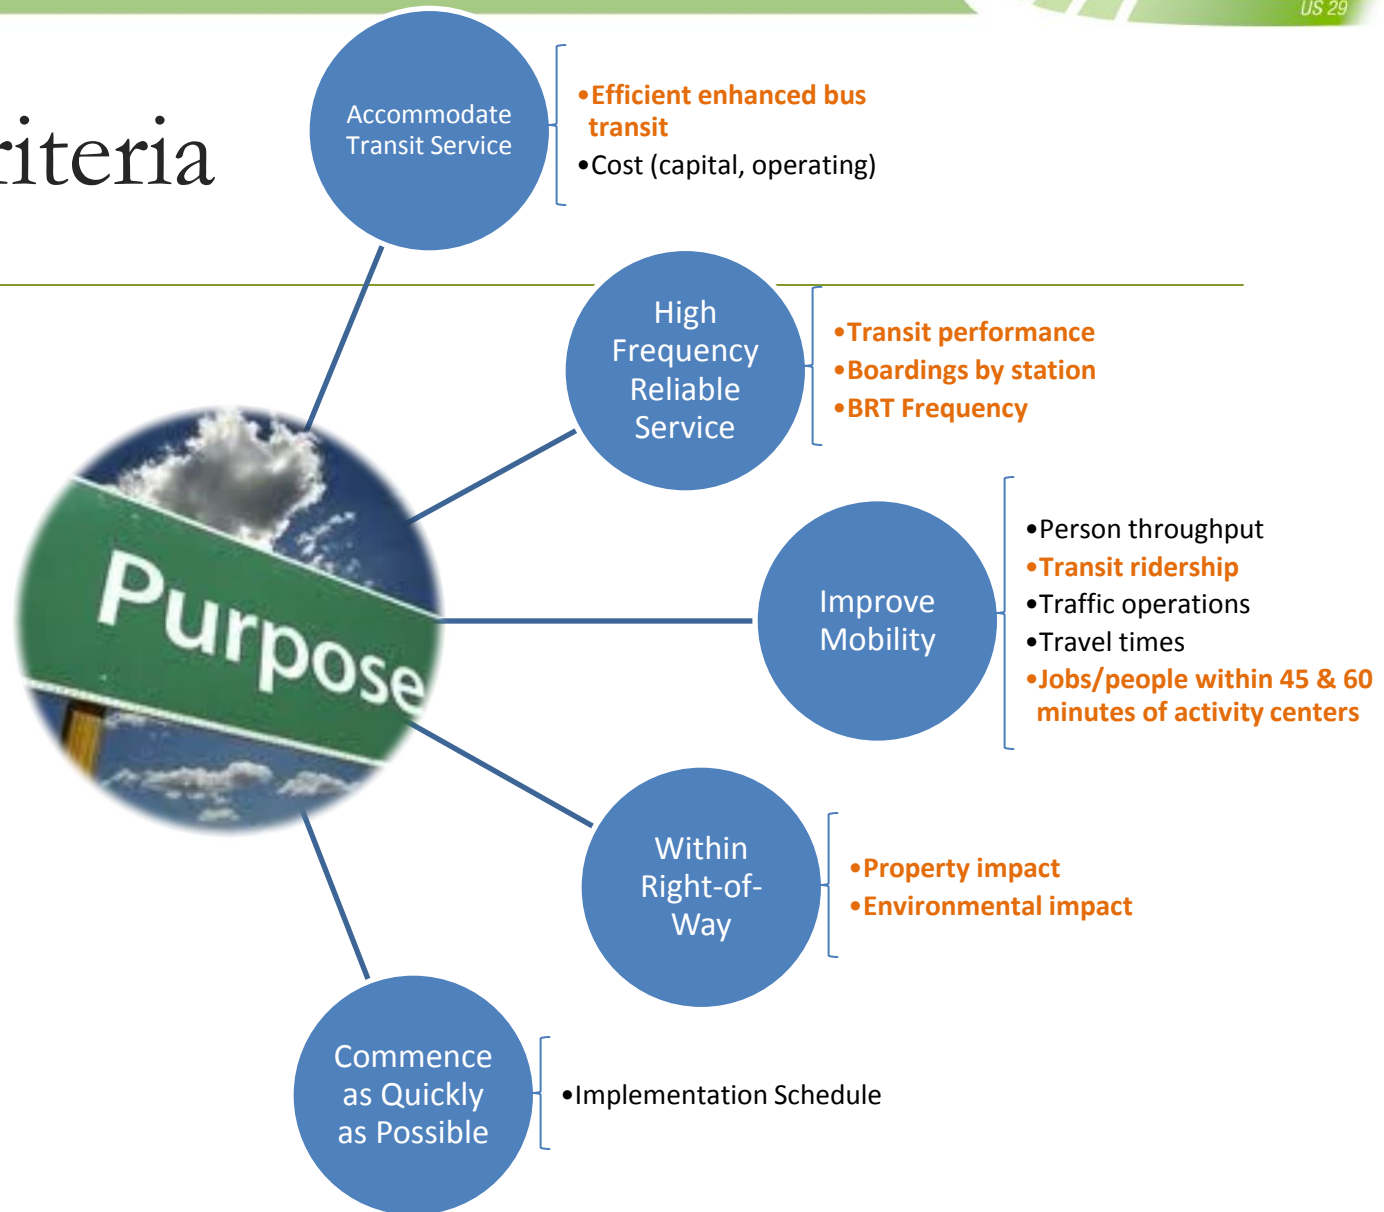 US 29
riteria
Accommodate
Transit Service
•Efficient enhanced bus
transit
•Cost (capital, operating)
High
Frequency
Reliable
Service
•Transit performance
•Boardings by station
•BRT Frequency
Purpose
Improve
Mobility
•Person throughput
•Transit ridership
•Traffic operations
•Travel times
•Jobs/people within 45 & 60
minutes of activity centers
Within
Right-of-
Way
•Property impact
•Environmental impact
Commence
as Quickly
as Possible
•Implementation Schedule